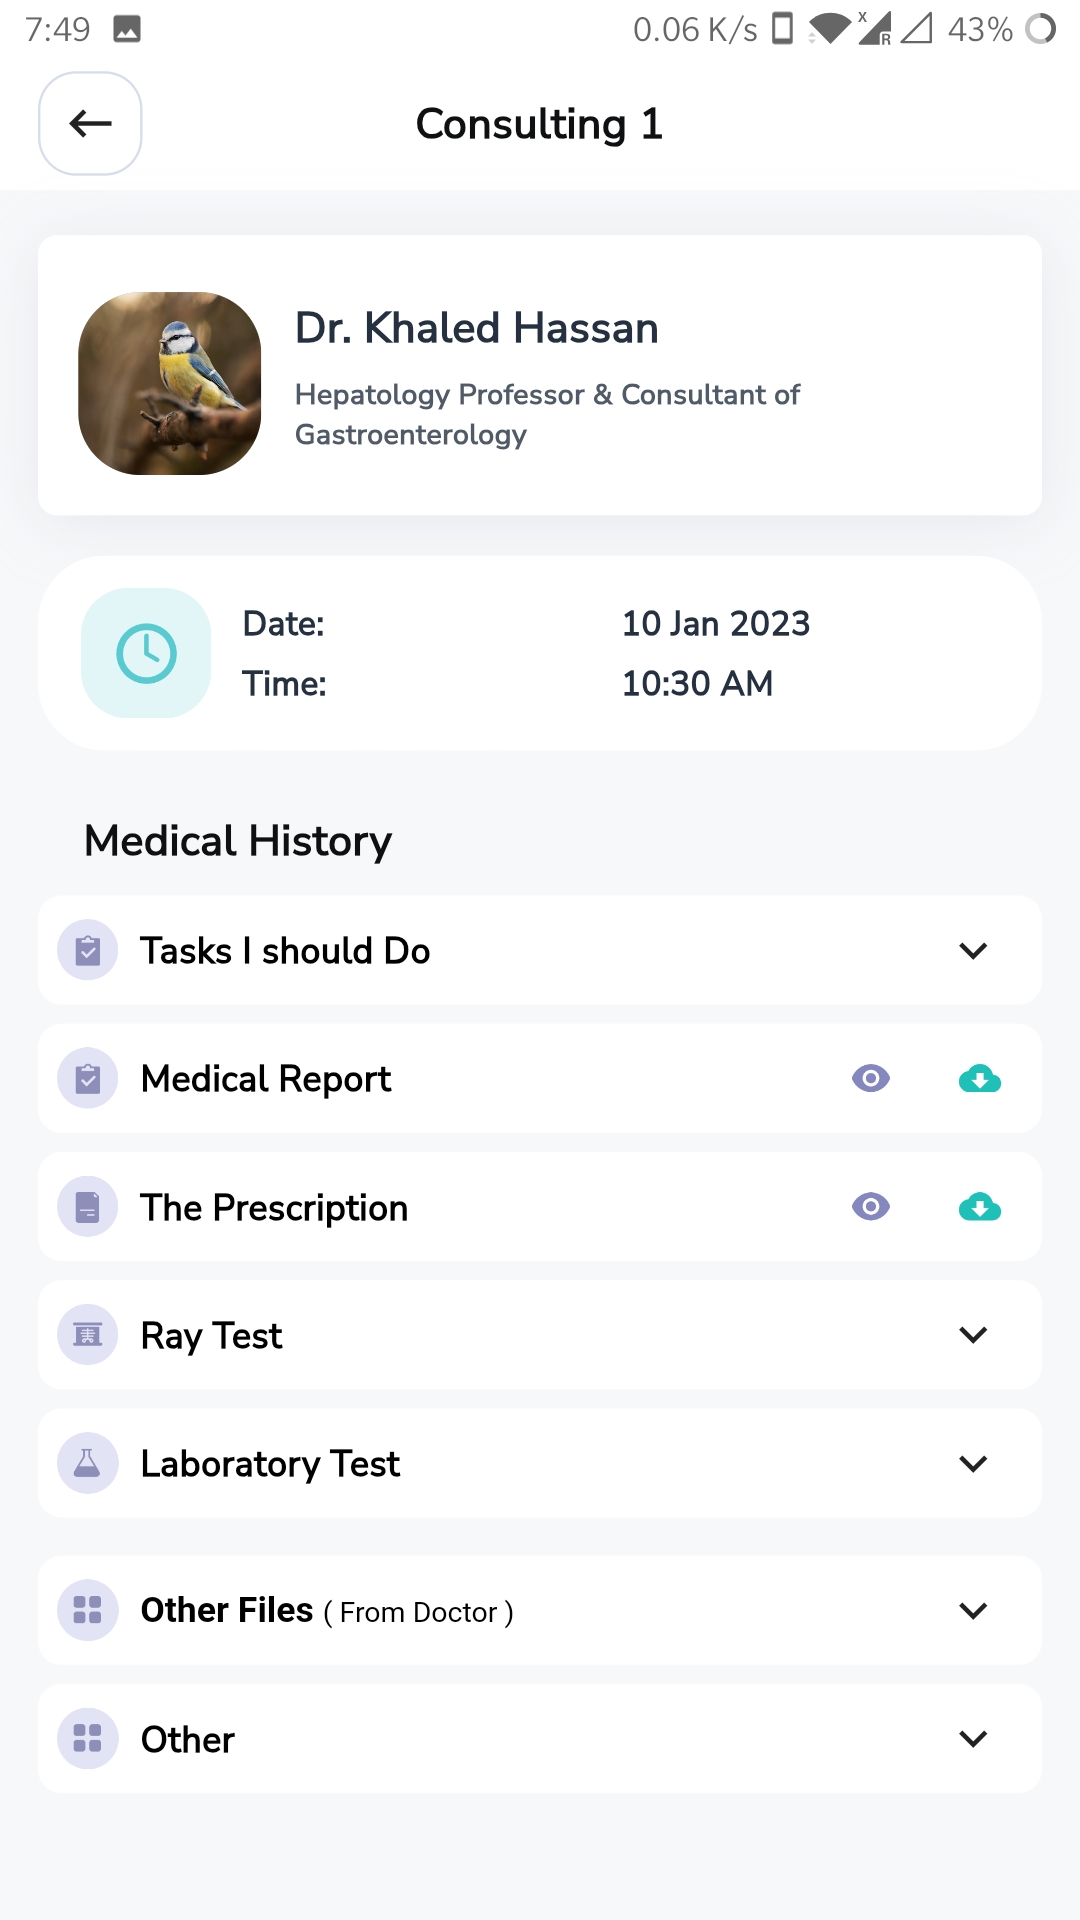 7:49 0.06 K/s X R 43%
Consulting 1
Dr. Khaled Hassan
Hepatology Professor & Consultant of
Gastroenterology
Date: 10 Jan 2023
Time: 10:30 AM
Medical History
Tasks I should Do
Medical Report
The Prescription
Ray Test
Laboratory Test
Other Files ( From Doctor )
Other